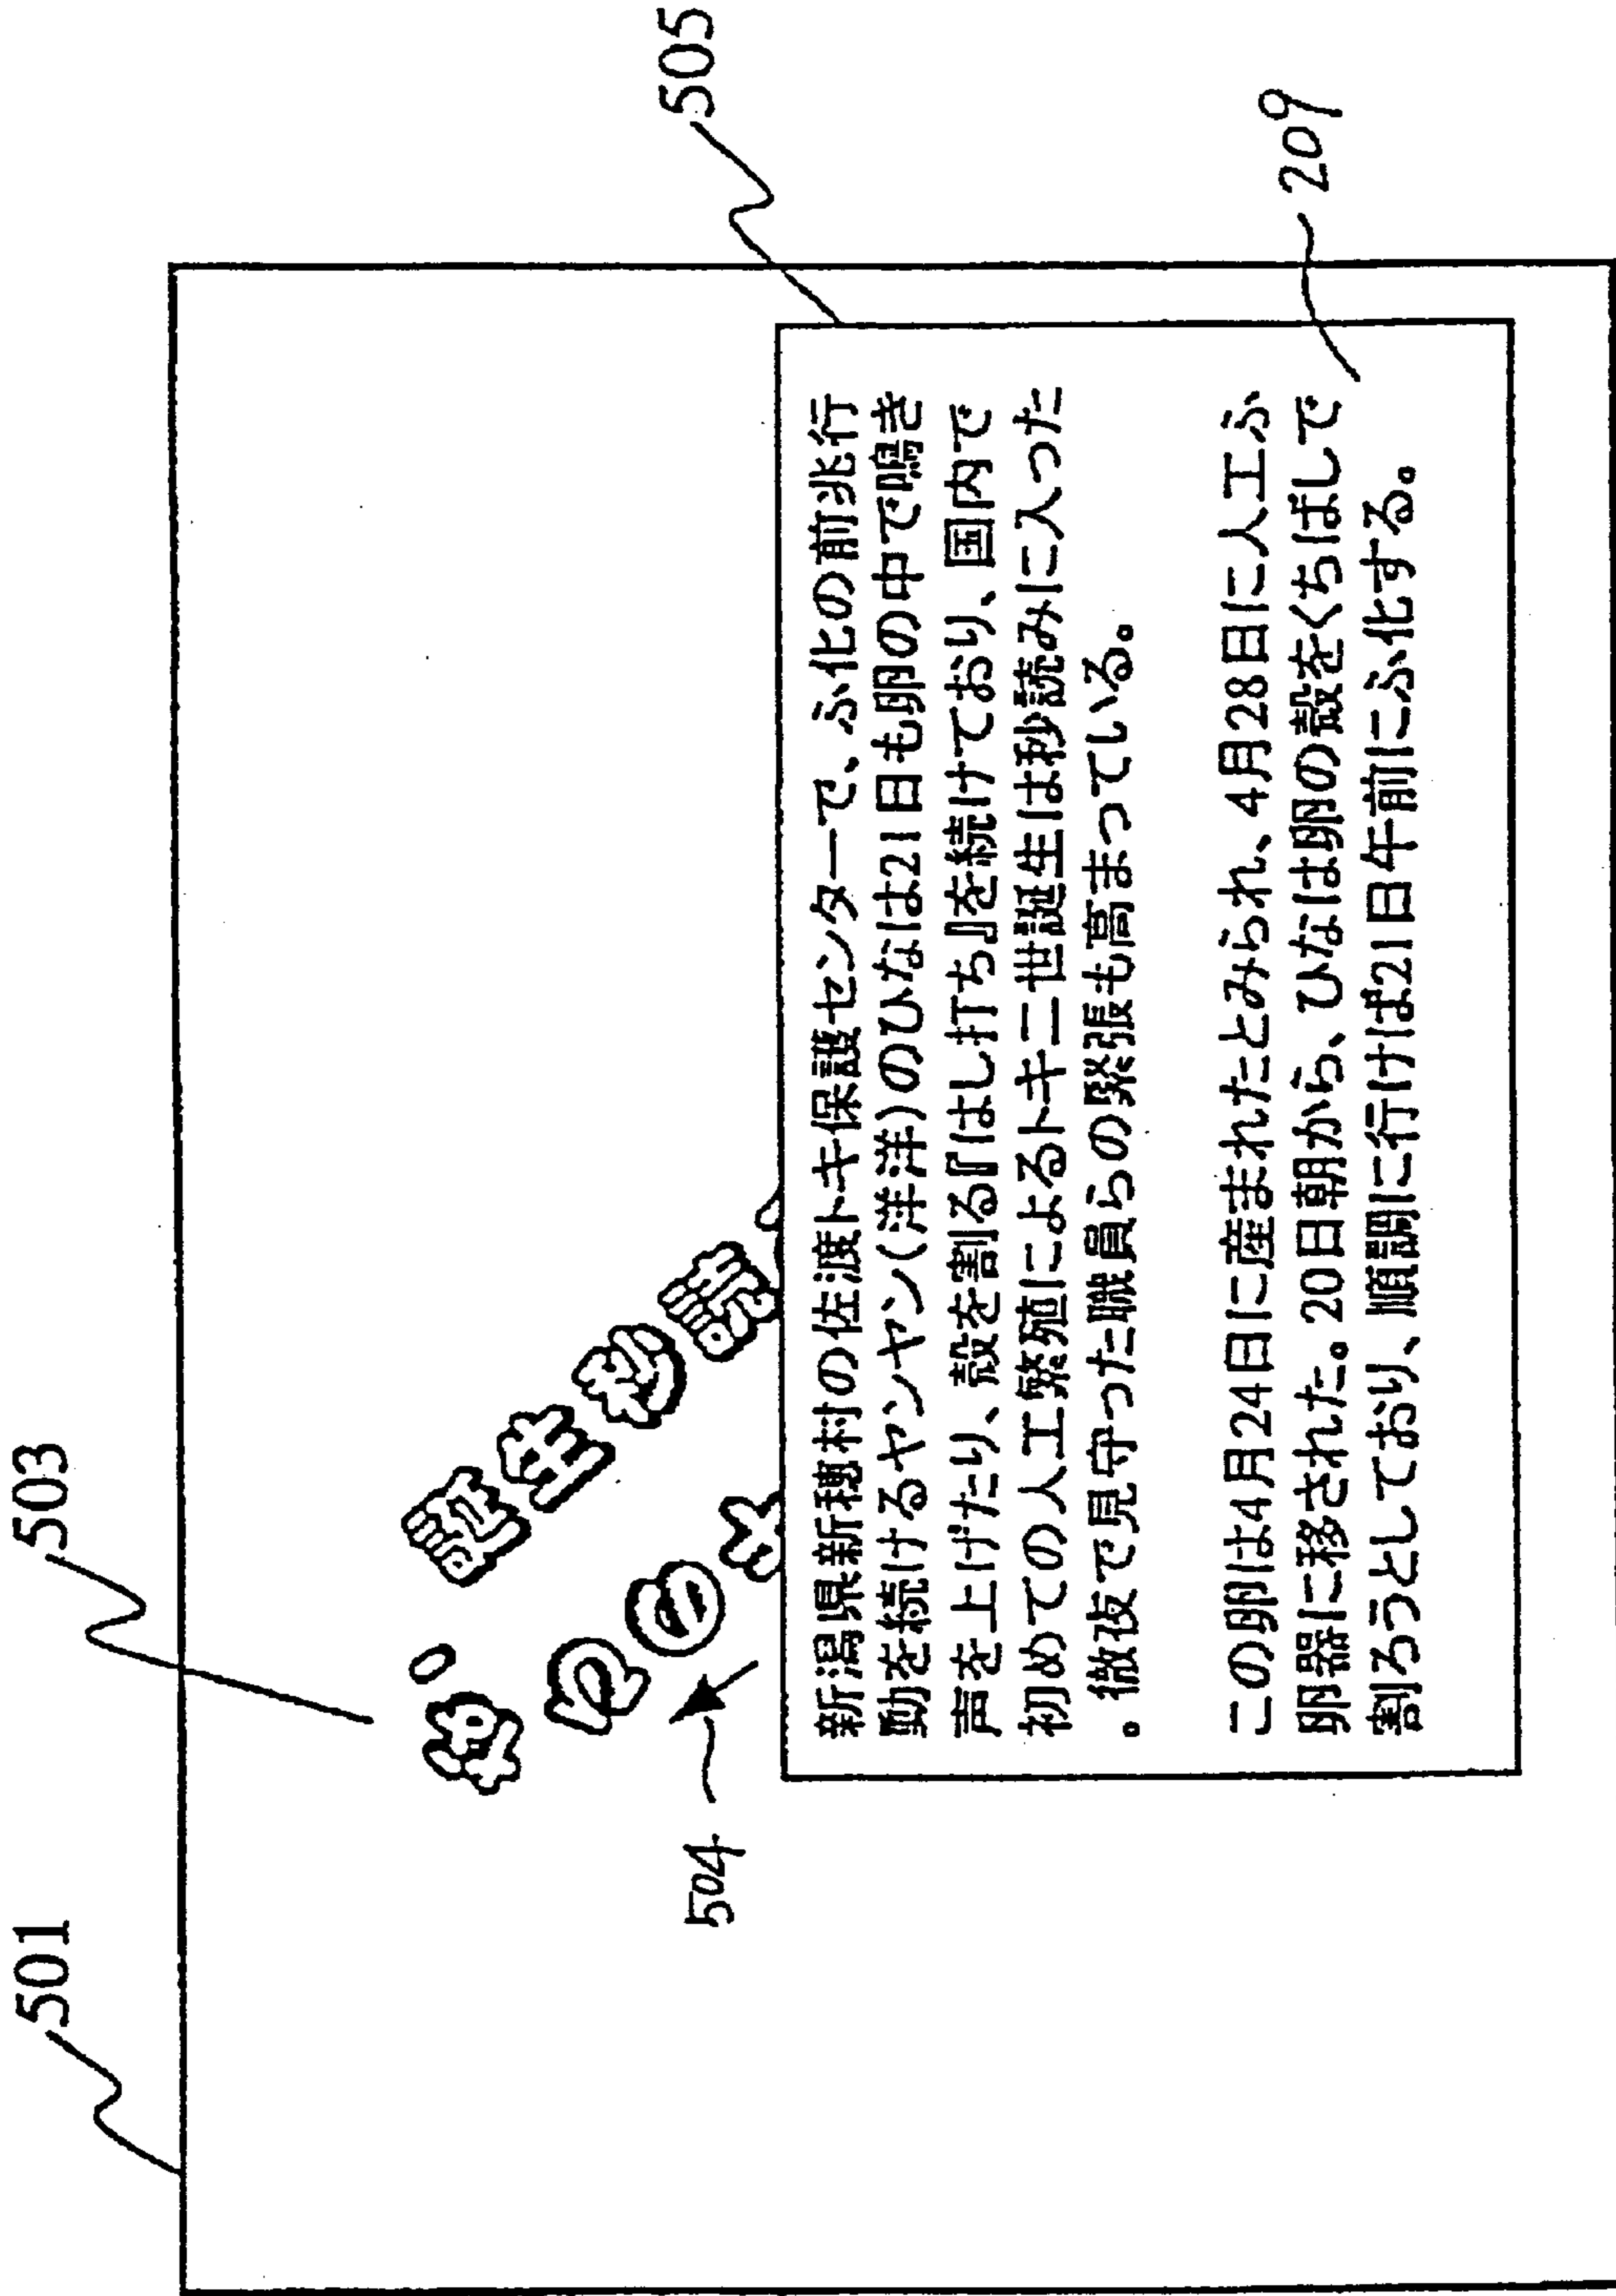 501
503
505
誕生秒読
504
新潟県新穂村の佐渡トキ保護センターで、ふ化の前兆行
動を続けるヤンヤン(洋洋)のひなは21日も卵の中で鳴き
声を上げたり、殻を割る『はし打ち』を続けており、国内で
初めての人工繁殖によるトキ二世誕生は秒読みに入った
。徹夜で見守った職員らの緊張も高まっている。
この卵は4月24日に産まれたとみられ、4月28日に人工ふ
卵器に移された。20日朝から、ひなは卵の殻をくちばしで
割ろうとしており、順調に行けば21日午前にふ化する。
209